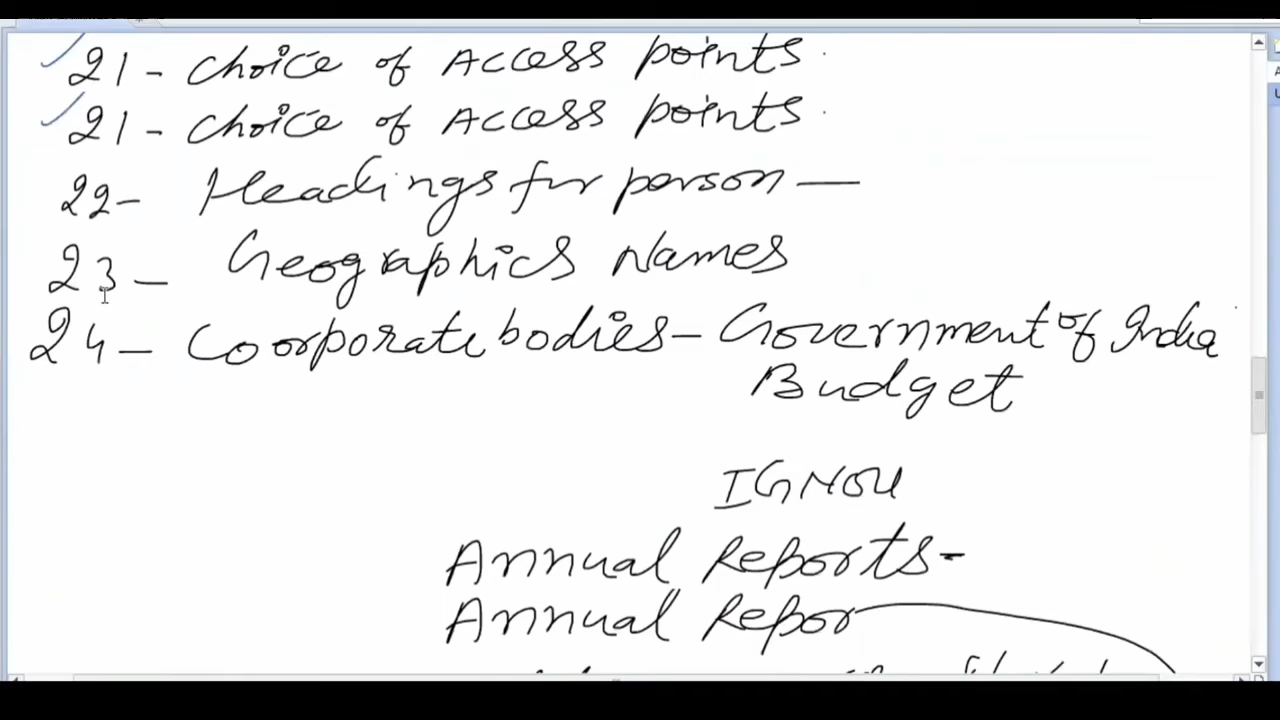 21 - Choice of Access points
21 - Choice of Access points
22 - Headings for person —
23 - Geographics Names
24 - Coorporate bodies - Government of India
Budget
IGNOU
Annual Reports -
Annual Repor